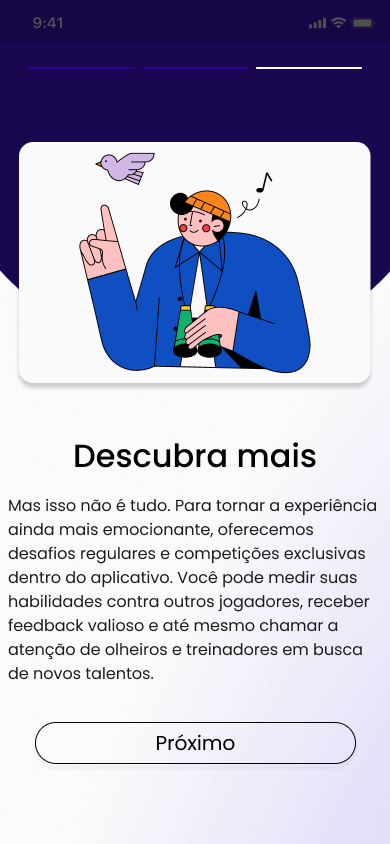 9:41
Descubra mais
Mas isso não é tudo. Para tornar a experiência
ainda mais emocionante, oferecemos
desafios regulares e competições exclusivas
dentro do aplicativo. Você pode medir suas
habilidades contra outros jogadores, receber
feedback valioso e até mesmo chamar a
atenção de olheiros e treinadores em busca
de novos talentos.
Próximo